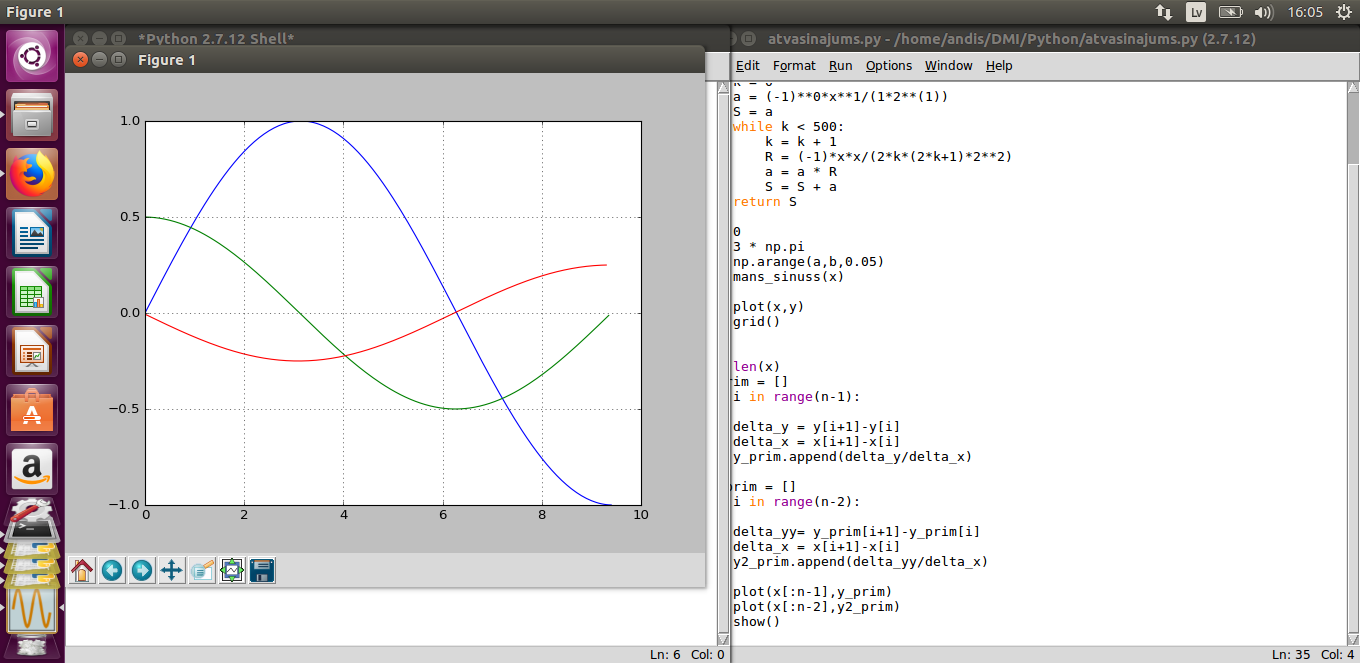 Figure 1
Lv
16:05
*Python 2.7.12 Shell*
atvasinajums.py - /home/andis/DMI/Python/atvasinajums.py (2.7.12)
Figure 1
Edit Format Run Options Window Help
1.0
0.5
0.0
−0.5
−1.0
0 2 4 6 8 10
a = (-1)**0*x**1/(1*2**(1))
S = a
while k < 500:
k = k + 1
R = (-1)*x*x/(2*k*(2*k+1)*2**2)
a = a * R
S = S + a
return S
0
3 * np.pi
np.arange(a,b,0.05)
mans_sinuss(x)
plot(x,y)
grid()
len(x)
rim = []
i in range(n-1):
delta_y = y[i+1]-y[i]
delta_x = x[i+1]-x[i]
y_prim.append(delta_y/delta_x)
prim = []
i in range(n-2):
delta_yy= y_prim[i+1]-y_prim[i]
delta_x = x[i+1]-x[i]
y2_prim.append(delta_yy/delta_x)
plot(x[:n-1],y_prim)
plot(x[:n-2],y2_prim)
show()
Ln: 6 Col: 0
Ln: 35 Col: 4